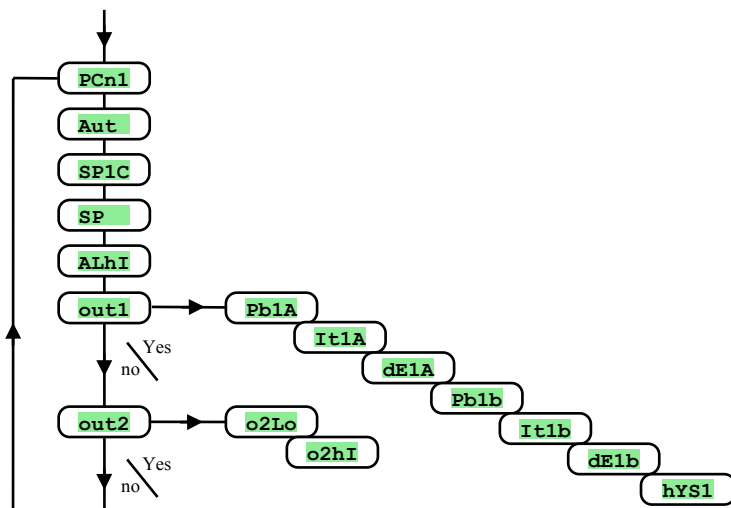 PCn1
Aut
SP1C
SP
ALhI
out1 Pb1A
It1A
Yes
no
dE1A
Pb1b
out2 o2Lo
It1b
o2hI
dE1b
Yes
no
hYS1